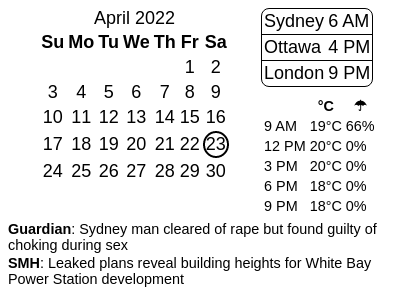 April 2022
Su Mo Tu We Th Fr Sa
1 2
3 4 5 6 7 8 9
10 11 12 13 14 15 16
17 18 19 20 21 22 23
24 25 26 27 28 29 30
Sydney 6 AM
Ottawa 4 PM
London 9 PM
°C ☂
9 AM 19°C 66%
12 PM 20°C 0%
3 PM 20°C 0%
6 PM 18°C 0%
9 PM 18°C 0%
Guardian: Sydney man cleared of rape but found guilty of
choking during sex
SMH: Leaked plans reveal building heights for White Bay
Power Station development